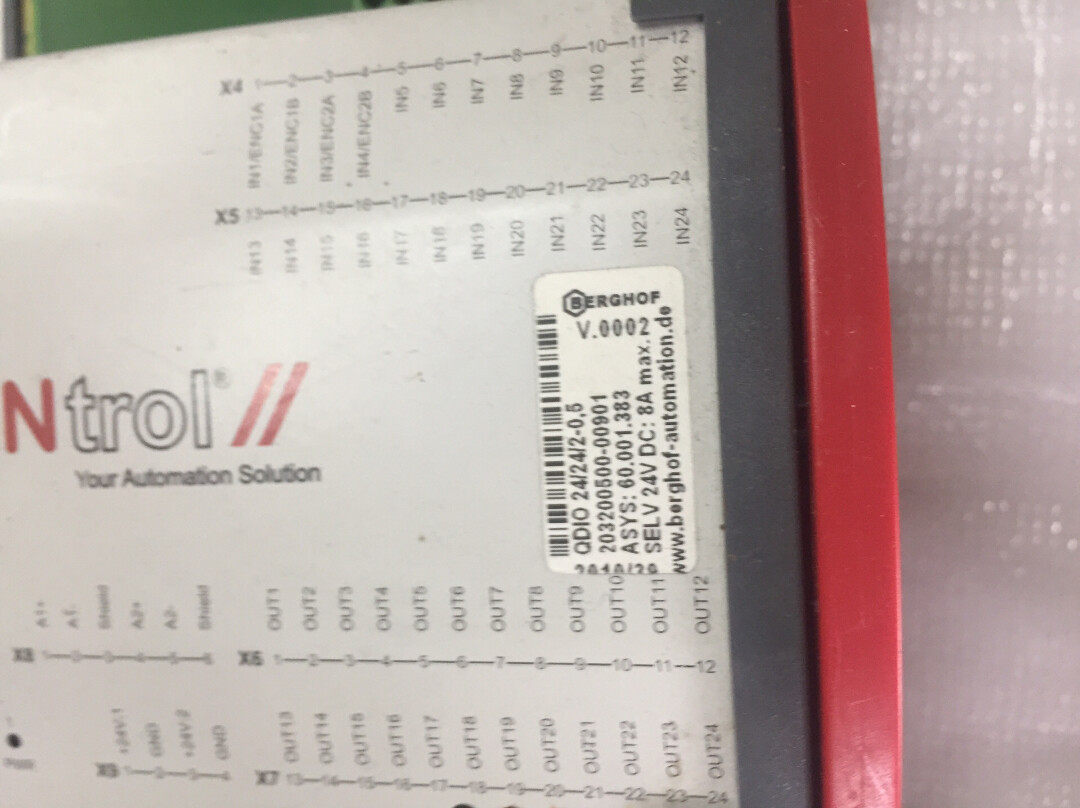 X4 1 2 3 4 5 6 7 8 9 10 11 12
IN1/ENC1A IN2/ENC1B IN3/ENC2A IN4/ENC2B IN5 IN6 IN7 IN8 IN9 IN10 IN11 IN12
X5 13 14 15 16 17 18 19 20 21 22 23 24
IN13 IN14 IN15 IN16 IN17 IN18 IN19 IN20 IN21 IN22 IN23 IN24
BERGHOF
V.0002
QDIO 24/24/2-0,5
203200500-00901
ASYS: 60.001.383
SELV 24V DC: 8A max.
www.berghof-automation.de
Ntrol®
Your Automation Solution
A1+ A1- Shield A2+ A2- Shield
OUT1 OUT2 OUT3 OUT4 OUT5 OUT6 OUT7 OUT8 OUT9 OUT10 OUT11 OUT12
X8 1 2 3 4 5 6
X6 1 2 3 4 5 6 7 8 9 10 11 12
+24V-1 GND +24V-2 GND
OUT13 OUT14 OUT15 OUT16 OUT17 OUT18 OUT19 OUT20 OUT21 OUT22 OUT23 OUT24
X9 1 2 3 4
X7 13 14 15 16 17 18 19 20 21 22 23 24